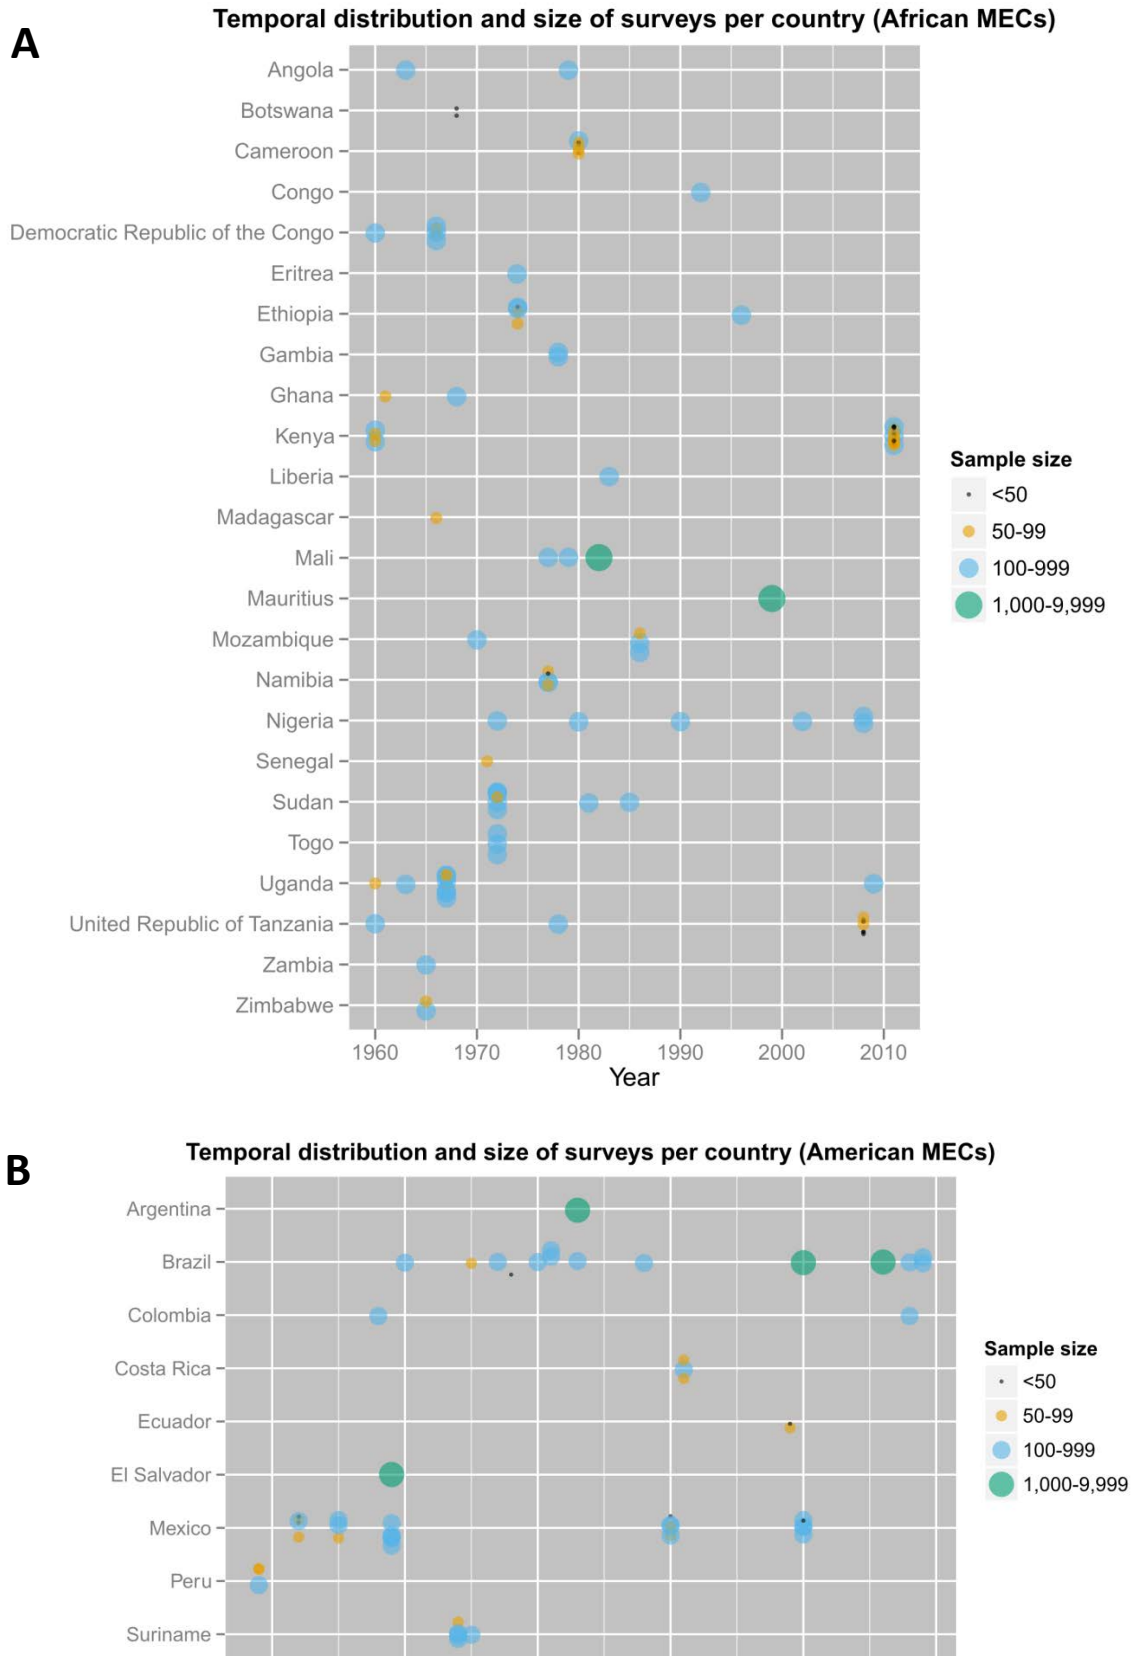 A
Temporal distribution and size of surveys per country (African MECs)
Angola
Botswana
Cameroon
Congo
Democratic Republic of the Congo
Eritrea
Ethiopia
Gambia
Ghana
Kenya
Liberia
Madagascar
Mali
Mauritius
Mozambique
Namibia
Nigeria
Senegal
Sudan
Togo
Uganda
United Republic of Tanzania
Zambia
Zimbabwe
1960 1970 1980 1990 2000 2010
Year
Sample size
<50
50-99
100-999
1,000-9,999
B
Temporal distribution and size of surveys per country (American MECs)
Argentina
Brazil
Colombia
Costa Rica
Ecuador
El Salvador
Mexico
Peru
Suriname
Sample size
<50
50-99
100-999
1,000-9,999